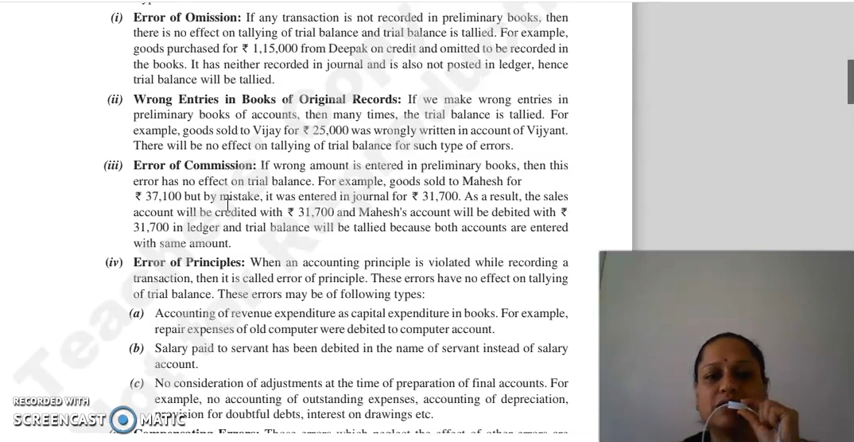 (i) Error of Omission: If any transaction is not recorded in preliminary books, then
there is no effect on tallying of trial balance and trial balance is tallied. For example,
goods purchased for ₹ 1,15,000 from Deepak on credit and omitted to be recorded in
the books. It has neither recorded in journal and is also not posted in ledger, hence
trial balance will be tallied.
(ii) Wrong Entries in Books of Original Records: If we make wrong entries in
preliminary books of accounts, then many times, the trial balance is tallied. For
example, goods sold to Vijay for ₹ 25,000 was wrongly written in account of Vijyant.
There will be no effect on tallying of trial balance for such type of errors.
(iii) Error of Commission: If wrong amount is entered in preliminary books, then this
error has no effect on trial balance. For example, goods sold to Mahesh for
₹ 37,100 but by mistake, it was entered in journal for ₹ 31,700. As a result, the sales
account will be credited with ₹ 31,700 and Mahesh's account will be debited with ₹
31,700 in ledger and trial balance will be tallied because both accounts are entered
with same amount.
(iv) Error of Principles: When an accounting principle is violated while recording a
transaction, then it is called error of principle. These errors have no effect on tallying
of trial balance. These errors may be of following types:
(a) Accounting of revenue expenditure as capital expenditure in books. For example,
repair expenses of old computer were debited to computer account.
(b) Salary paid to servant has been debited in the name of servant instead of salary
account.
(c) No consideration of adjustments at the time of preparation of final accounts. For
example, no accounting of outstanding expenses, accounting of depreciation,
provision for doubtful debts, interest on drawings etc.
RECORDED WITH
SCREENCAST MATIC